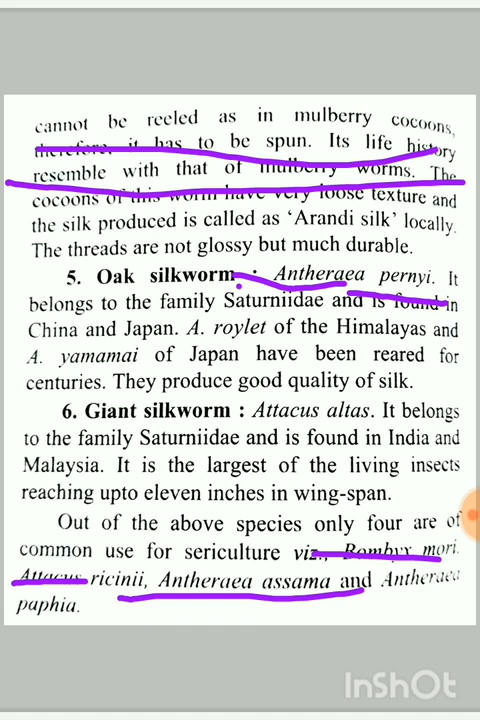 cannot be reeled as in mulberry cocoons,
therefore, it has to be spun. Its life history
resemble with that of mulberry worms. The
cocoons of this worm have very loose texture and
the silk produced is called as ‘Arandi silk’ locally.
The threads are not glossy but much durable.
5. Oak silkworm : Antheraea pernyi. It
belongs to the family Saturniidae and is found in
China and Japan. A. roylet of the Himalayas and
A. yamamai of Japan have been reared for
centuries. They produce good quality of silk.
6. Giant silkworm : Attacus altas. It belongs
to the family Saturniidae and is found in India and
Malaysia. It is the largest of the living insects
reaching upto eleven inches in wing-span.
Out of the above species only four are of
common use for sericulture viz., Bombyx mori.
Attacus ricinii, Antheraea assama and Antheraea
paphia.
InShOt